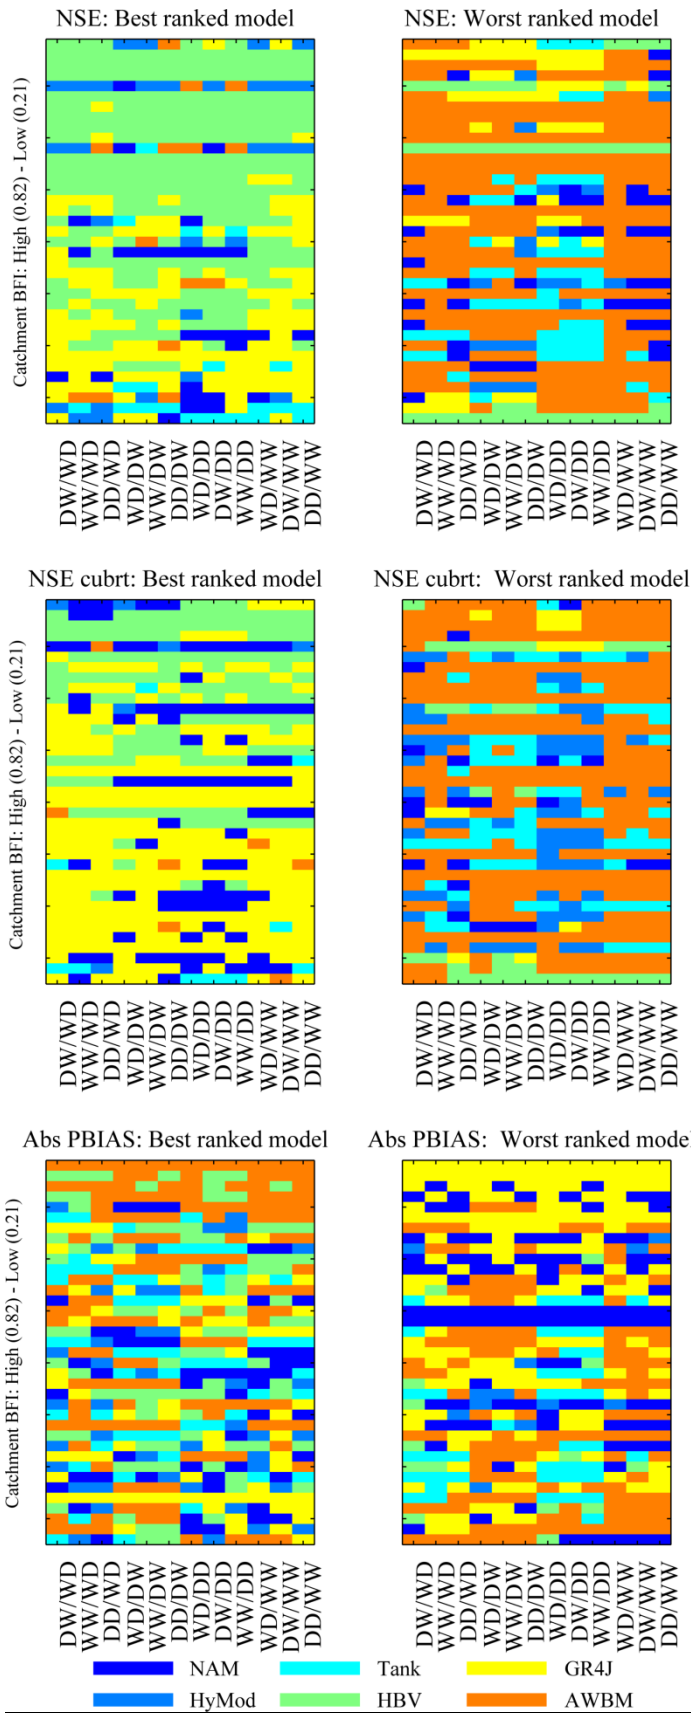 NSE: Best ranked model
NSE: Worst ranked model
Catchment BFI: High (0.82) - Low (0.21)
DW/WD
WW/WD
DD/WD
WD/DW
WW/DW
DD/DW
WD/DD
DW/DD
WW/DD
WD/WW
DW/WW
DD/WW
DW/WD
WW/WD
DD/WD
WD/DW
WW/DW
DD/DW
WD/DD
DW/DD
WW/DD
WD/WW
DW/WW
DD/WW
NSE cubrt: Best ranked model
NSE cubrt: Worst ranked model
Catchment BFI: High (0.82) - Low (0.21)
DW/WD
WW/WD
DD/WD
WD/DW
WW/DW
DD/DW
WD/DD
DW/DD
WW/DD
WD/WW
DW/WW
DD/WW
DW/WD
WW/WD
DD/WD
WD/DW
WW/DW
DD/DW
WD/DD
DW/DD
WW/DD
WD/WW
DW/WW
DD/WW
Abs PBIAS: Best ranked model
Abs PBIAS: Worst ranked model
Catchment BFI: High (0.82) - Low (0.21)
DW/WD
WW/WD
DD/WD
WD/DW
WW/DW
DD/DW
WD/DD
DW/DD
WW/DD
WD/WW
DW/WW
DD/WW
DW/WD
WW/WD
DD/WD
WD/DW
WW/DW
DD/DW
WD/DD
DW/DD
WW/DD
WD/WW
DW/WW
DD/WW
NAM
Tank
GR4J
HyMod
HBV
AWBM